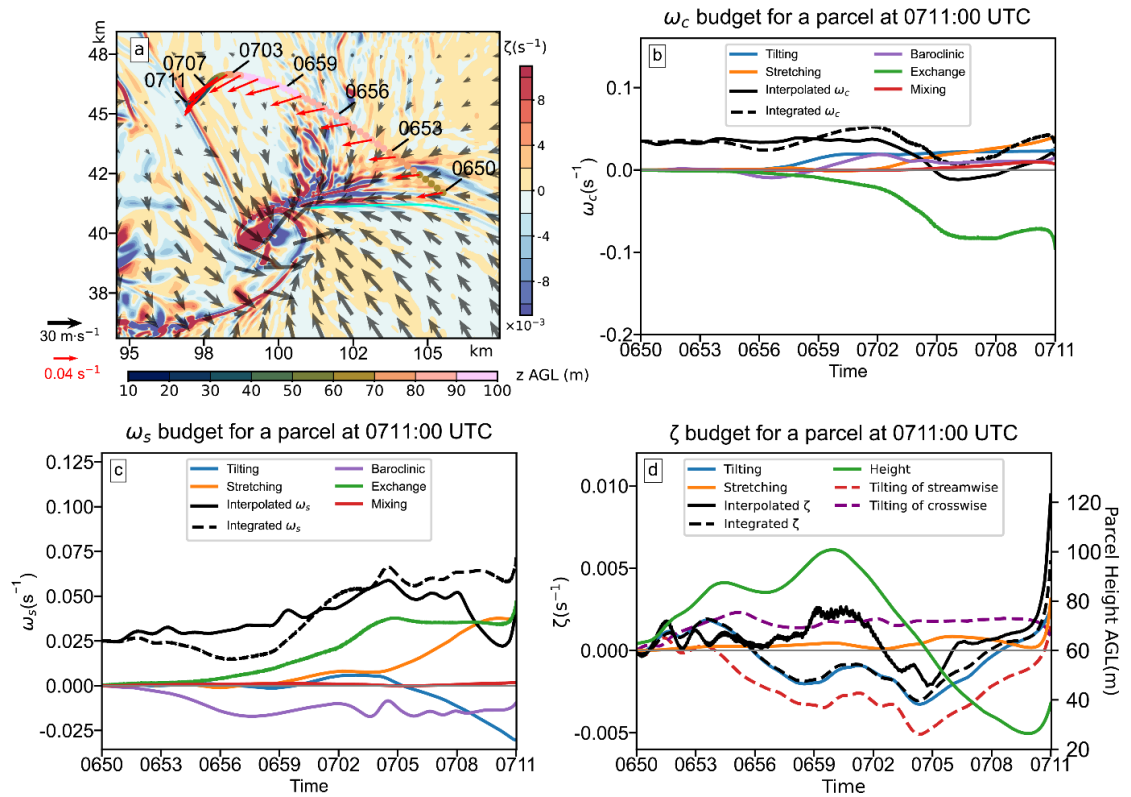 km
48
45
42
40
38
95
98
100
102
105
km
a
0711
0707
0703
0659
0656
0653
0650
ζ(s⁻¹)
8
4
0
-4
-8
×10⁻³
30 m·s⁻¹
0.04 s⁻¹
10 20 30 40 50 60 70 80 90 100
z AGL (m)
ω_c budget for a parcel at 0711:00 UTC
b
Tilting
Stretching
Interpolated ω_c
Integrated ω_c
Baroclinic
Exchange
Mixing
0.1
0.0
-0.1
-0.2
ω_c(s⁻¹)
0650 0653 0656 0659 0702 0705 0708 0711
Time
ω_s budget for a parcel at 0711:00 UTC
c
Tilting
Stretching
Interpolated ω_s
Integrated ω_s
Baroclinic
Exchange
Mixing
0.125
0.100
0.075
0.050
0.025
0.000
-0.025
ω_s(s⁻¹)
0650 0653 0656 0659 0702 0705 0708 0711
Time
ζ budget for a parcel at 0711:00 UTC
d
Tilting
Stretching
Interpolated ζ
Integrated ζ
Height
Tilting of streamwise
Tilting of crosswise
0.010
0.005
0.000
-0.005
ζ(s⁻¹)
120
100
80
60
40
20
Parcel Height AGL(m)
0650 0653 0656 0659 0702 0705 0708 0711
Time